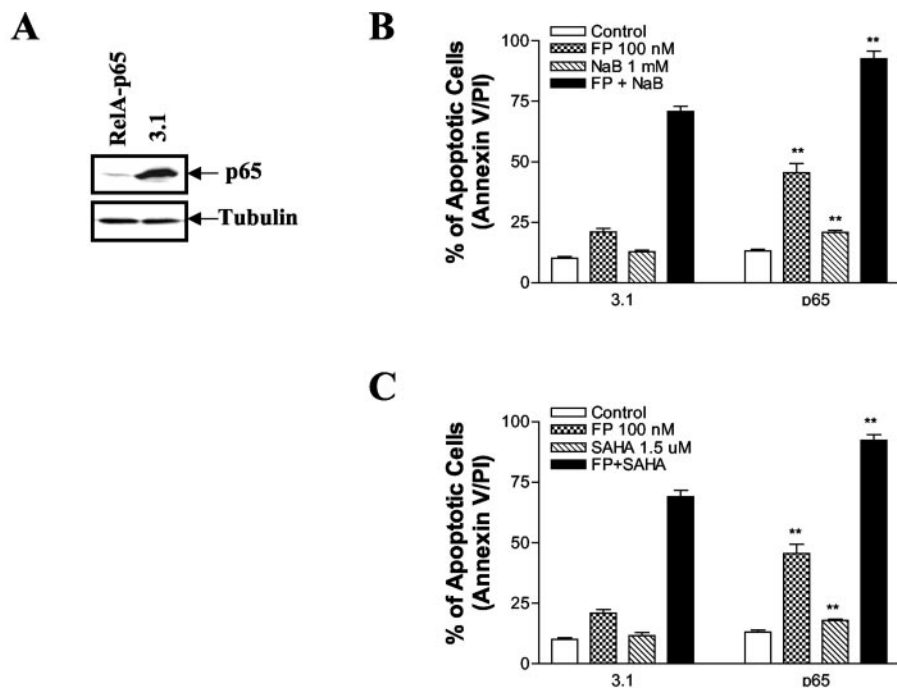 A
RelA-p65
3.1
p65
Tubulin
B
Control
FP 100 nM
NaB 1 mM
FP + NaB
% of Apoptotic Cells
(Annexin V/PI)
100
75
50
25
0
**
**
**
3.1
p65
C
Control
FP 100 nM
SAHA 1.5 uM
FP+SAHA
% of Apoptotic Cells
(Annexin V/PI)
100
75
50
25
0
**
**
**
3.1
p65